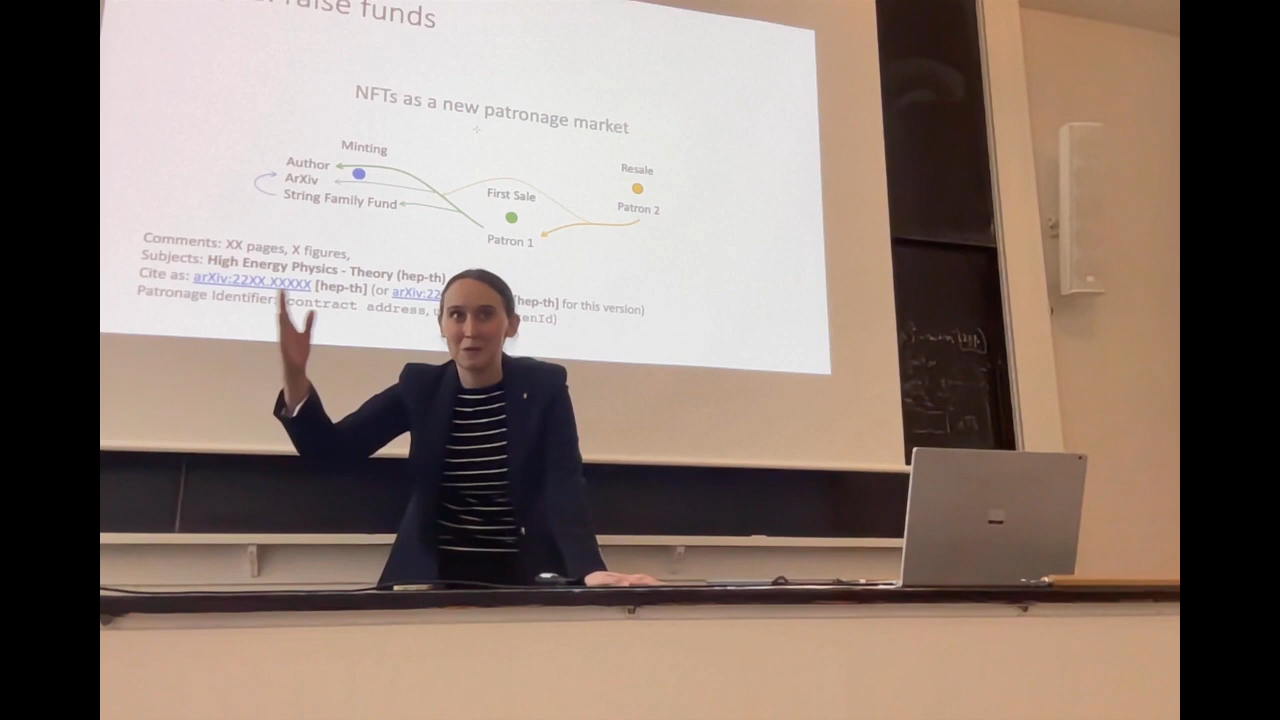 raise funds
NFTs as a new patronage market
Minting
Author
ArXiv
String Family Fund
First Sale
Patron 1
Resale
Patron 2
Comments: XX pages, X figures,
Subjects: High Energy Physics - Theory (hep-th)
Cite as: arXiv:22XX.XXXXX [hep-th] (or arXiv:22 [hep-th] for this version)
Patronage Identifier: contract address,